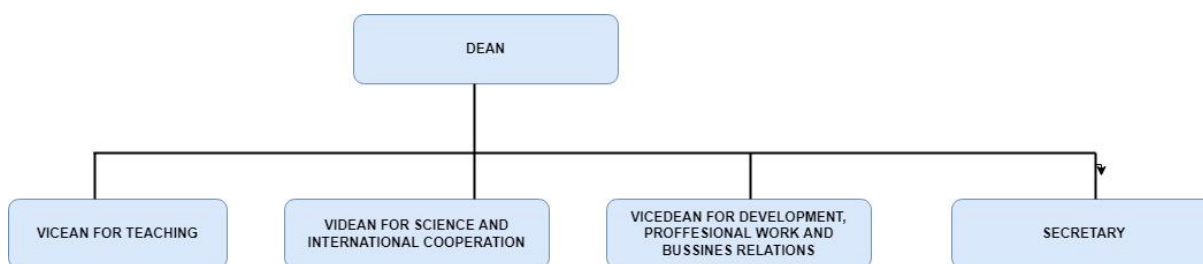 DEAN
VICEAN FOR TEACHING
VIDEAN FOR SCIENCE AND
INTERNATIONAL COOPERATION
VICEDEAN FOR DEVELOPMENT,
PROFFESIONAL WORK AND
BUSSINES RELATIONS
SECRETARY